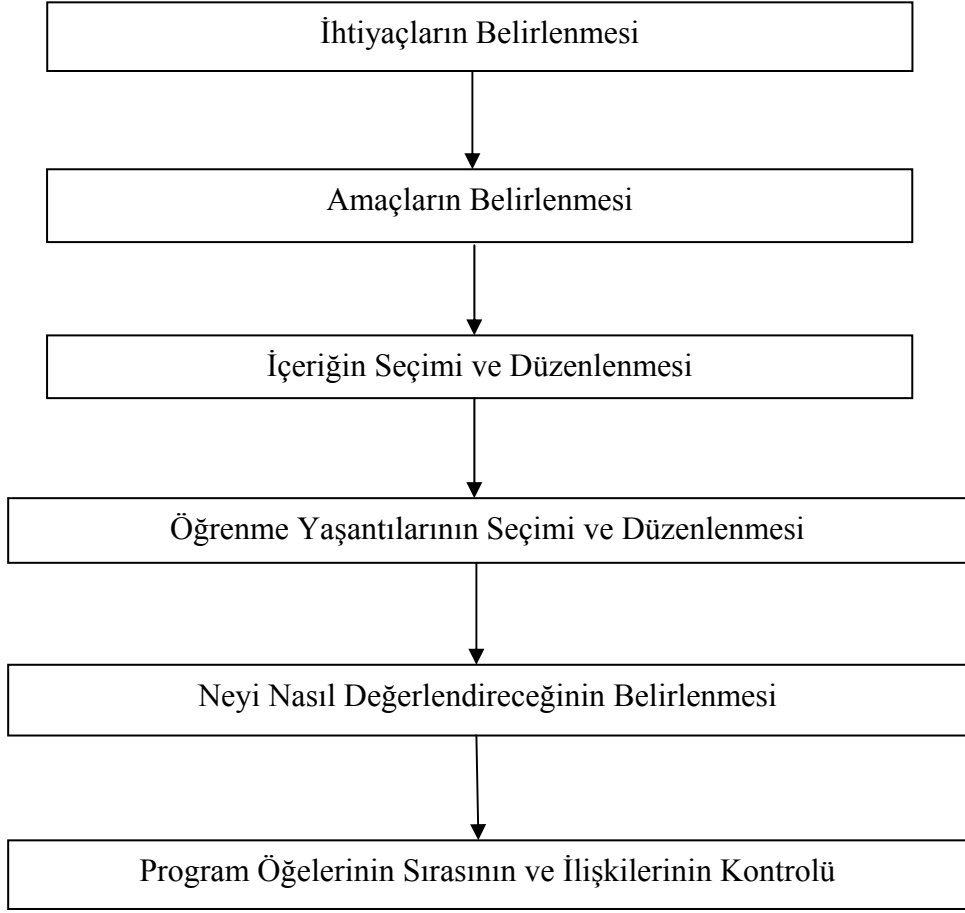 İhtiyaçların Belirlenmesi
Amaçların Belirlenmesi
İçeriğin Seçimi ve Düzenlenmesi
Öğrenme Yaşantılarının Seçimi ve Düzenlenmesi
Neyi Nasıl Değerlendireceğinin Belirlenmesi
Program Öğelerinin Sırasının ve İlişkilerinin Kontrolü